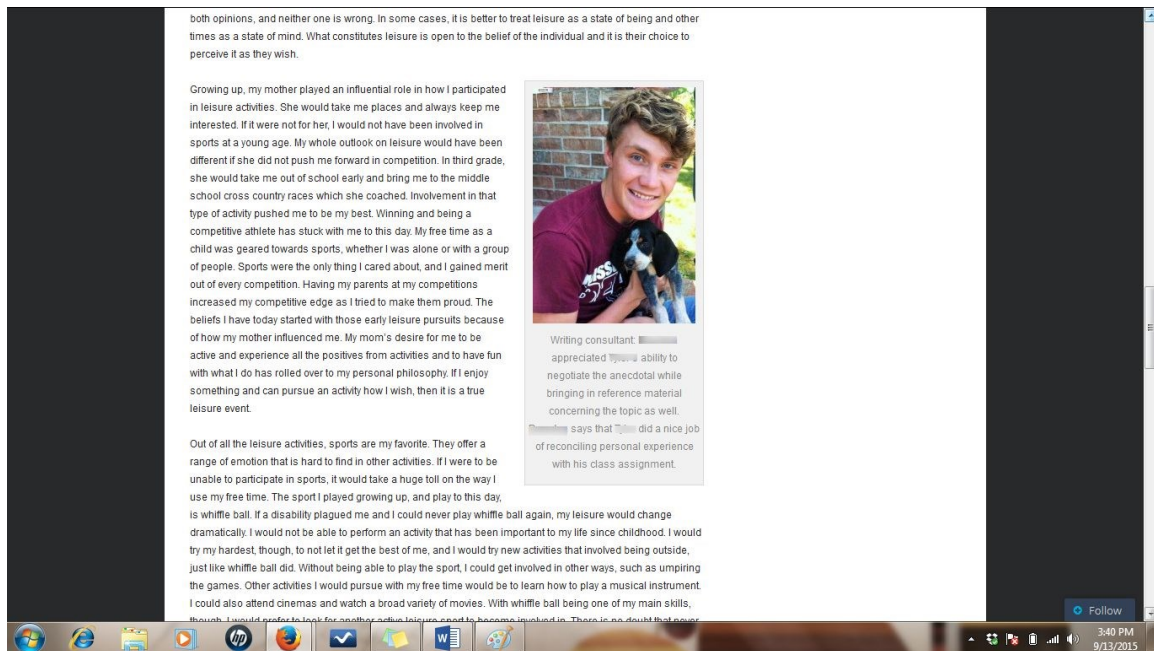 both opinions, and neither one is wrong. In some cases, it is better to treat leisure as a state of being and other
times as a state of mind. What constitutes leisure is open to the belief of the individual and it is their choice to
perceive it as they wish.
Growing up, my mother played an influential role in how I participated
in leisure activities. She would take me places and always keep me
interested. If it were not for her, I would not have been involved in
sports at a young age. My whole outlook on leisure would have been
different if she did not push me forward in competition. In third grade,
she would take me out of school early and bring me to the middle
school cross country races which she coached. Involvement in that
type of activity pushed me to be my best. Winning and being a
competitive athlete has stuck with me to this day. My free time as a
child was geared towards sports, whether I was alone or with a group
of people. Sports were the only thing I cared about, and I gained merit
out of every competition. Having my parents at my competitions
increased my competitive edge as I tried to make them proud. The
beliefs I have today started with those early leisure pursuits because
of how my mother influenced me. My mom's desire for me to be
active and experience all the positives from activities and to have fun
with what I do has rolled over to my personal philosophy. If I enjoy
something and can pursue an activity how I wish, then it is a true
leisure event.
Writing consultant:
appreciated ability to
negotiate the anecdotal while
bringing in reference material
concerning the topic as well.
says that did a nice job
of reconciling personal experience
with his class assignment.
Out of all the leisure activities, sports are my favorite. They offer a
range of emotion that is hard to find in other activities. If I were to be
unable to participate in sports, it would take a huge toll on the way I
use my free time. The sport I played growing up, and play to this day,
is whiffle ball. If a disability plagued me and I could never play whiffle ball again, my leisure would change
dramatically. I would not be able to perform an activity that has been important to my life since childhood. I would
try my hardest, though, to not let it get the best of me, and I would try new activities that involved being outside,
just like whiffle ball did. Without being able to play the sport, I could get involved in other ways, such as umpiring
the games. Other activities I would pursue with my free time would be to learn how to play a musical instrument.
I could also attend cinemas and watch a broad variety of movies. With whiffle ball being one of my main skills,
though, I would prefer to look for another active leisure sport to become involved in. There is no doubt that never
Follow
hp
W
3:40 PM
9/13/2015